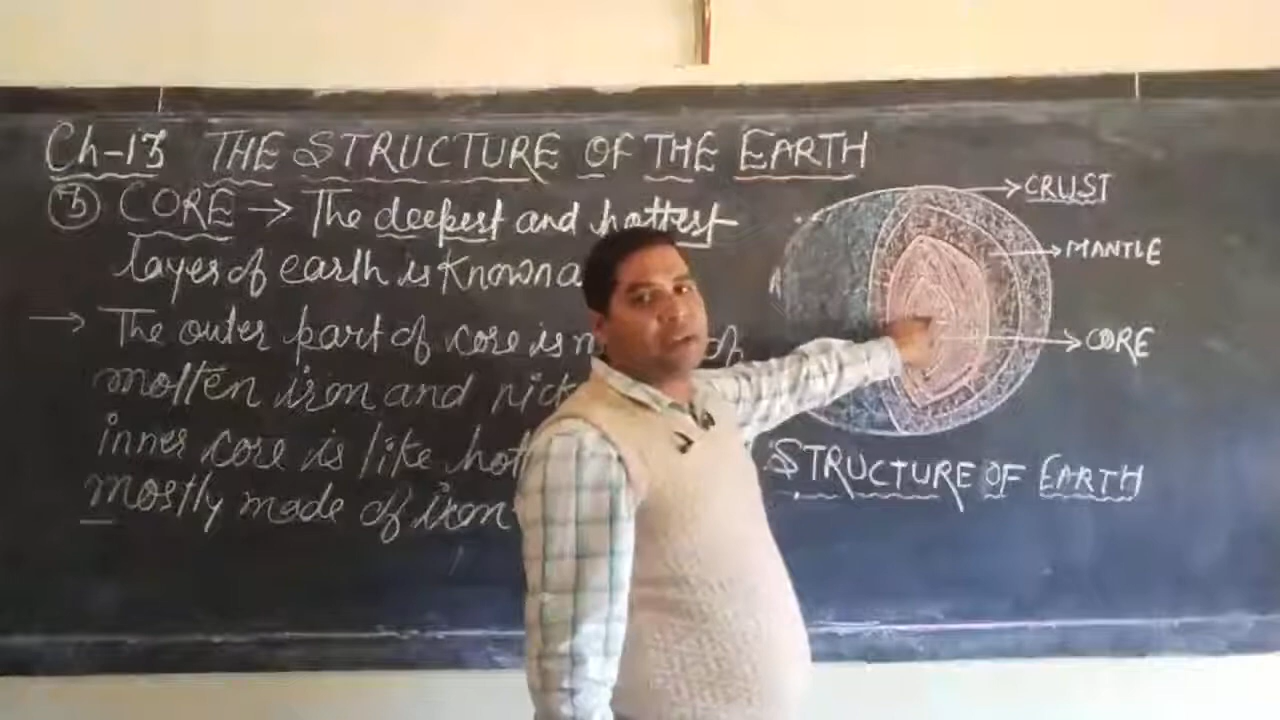 Ch-13 THE STRUCTURE OF THE EARTH
3 CORE → The deepest and hottest
layer of earth is known a
→ The outer part of core is m of
molten iron and nick
inner core is like hot
mostly made of iron
CRUST
MANTLE
CORE
STRUCTURE OF EARTH